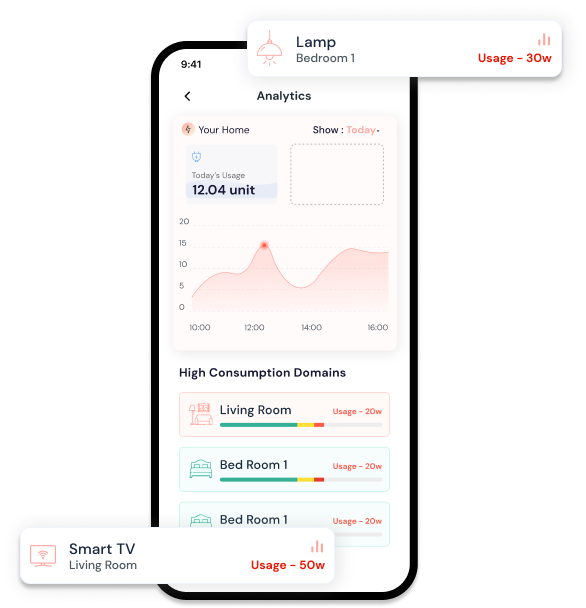 Lamp
Bedroom 1
Usage - 30w
9:41
Analytics
Your Home
Show : Today
Today's Usage
12.04 unit
20
15
10
5
0
10:00 12:00 14:00 16:00
High Consumption Domains
Living Room
Usage - 20w
Bed Room 1
Usage - 20w
Bed Room 1
Usage - 20w
Smart TV
Living Room
Usage - 50w